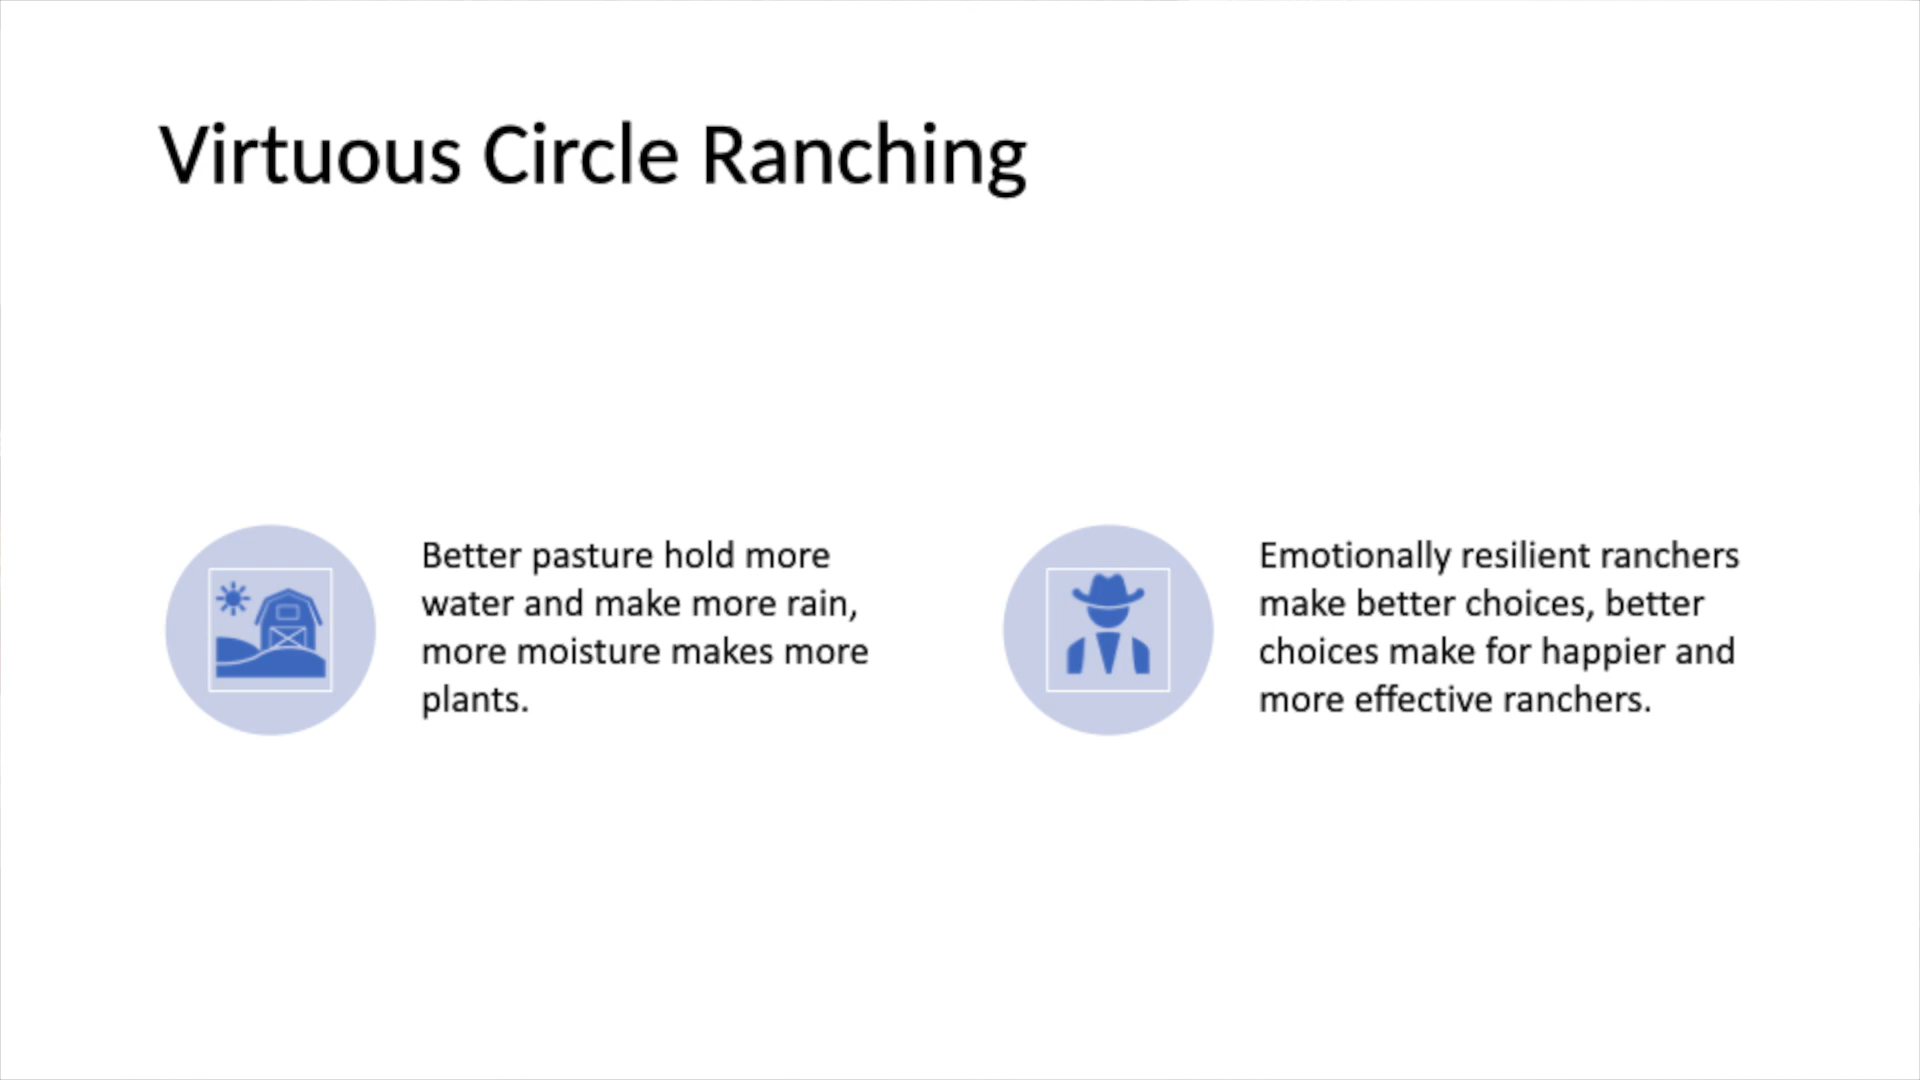 Virtuous Circle Ranching
Better pasture hold more
water and make more rain,
more moisture makes more
plants.
Emotionally resilient ranchers
make better choices, better
choices make for happier and
more effective ranchers.